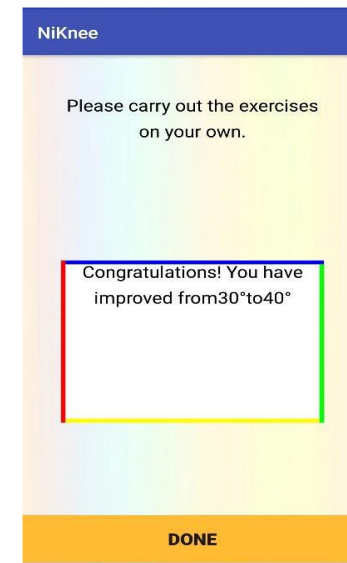 NiKnee
Please carry out the exercises
on your own.
Congratulations! You have
improved from30°to40°
DONE